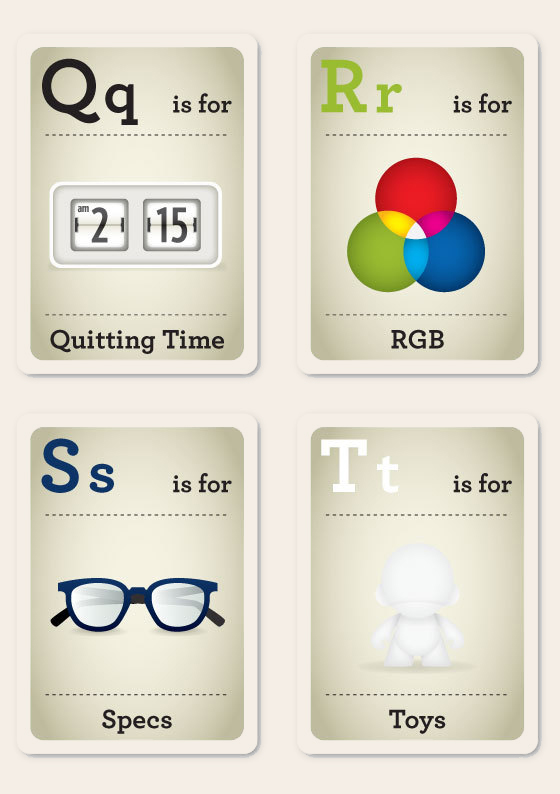 Qq is for
am
2 15
Quitting Time
Rr is for
RGB
Ss is for
Specs
Tt is for
Toys